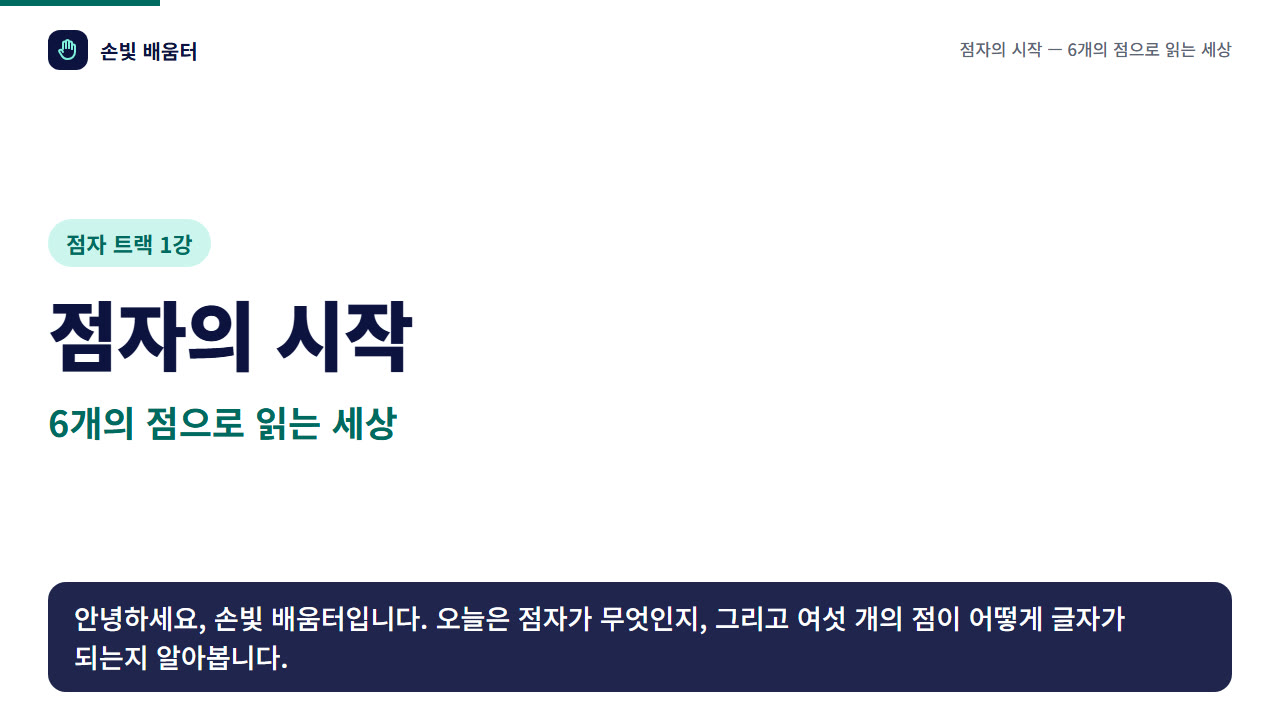 손빛 배움터
점자의 시작 — 6개의 점으로 읽는 세상
점자 트랙 1강
점자의 시작
6개의 점으로 읽는 세상
안녕하세요, 손빛 배움터입니다. 오늘은 점자가 무엇인지, 그리고 여섯 개의 점이 어떻게 글자가
되는지 알아봅니다.